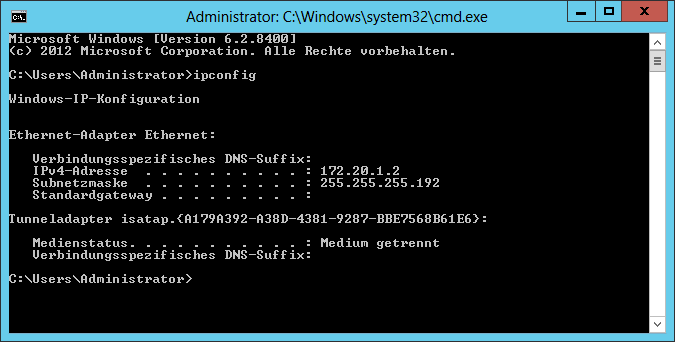 Administrator: C:\Windows\system32\cmd.exe
Microsoft Windows [Version 6.2.8400]
(c) 2012 Microsoft Corporation. Alle Rechte vorbehalten.
C:\Users\Administrator>ipconfig
Windows-IP-Konfiguration
Ethernet-Adapter Ethernet:
Verbindungsspezifisches DNS-Suffix:
IPv4-Adresse  . . . . . . . . . . : 172.20.1.2
Subnetzmaske  . . . . . . . . . . : 255.255.255.192
Standardgateway . . . . . . . . . :
Tunneladapter isatap.{A179A392-A38D-4381-9287-BBE7568B61E6}:
Medienstatus. . . . . . . . . . . : Medium getrennt
Verbindungsspezifisches DNS-Suffix:
C:\Users\Administrator>